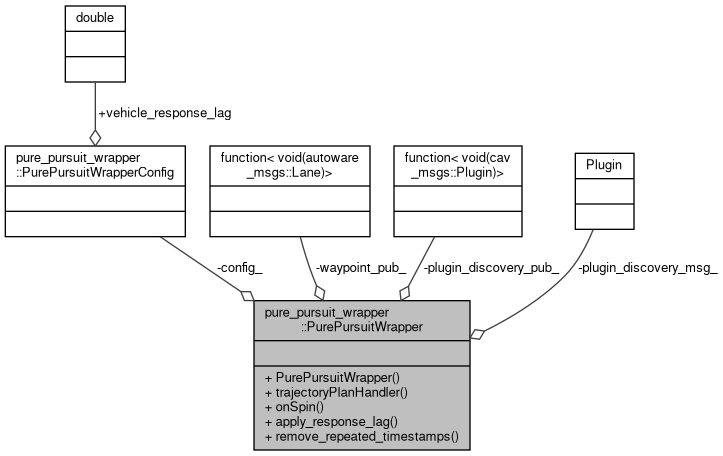 double
+vehicle_response_lag
pure_pursuit_wrapper
::PurePursuitWrapperConfig
function< void(autoware
_msgs::Lane)>
function< void(cav
_msgs::Plugin)>
Plugin
-config_
-waypoint_pub_
-plugin_discovery_pub_
-plugin_discovery_msg_
pure_pursuit_wrapper
::PurePursuitWrapper
+ PurePursuitWrapper()
+ trajectoryPlanHandler()
+ onSpin()
+ apply_response_lag()
+ remove_repeated_timestamps()